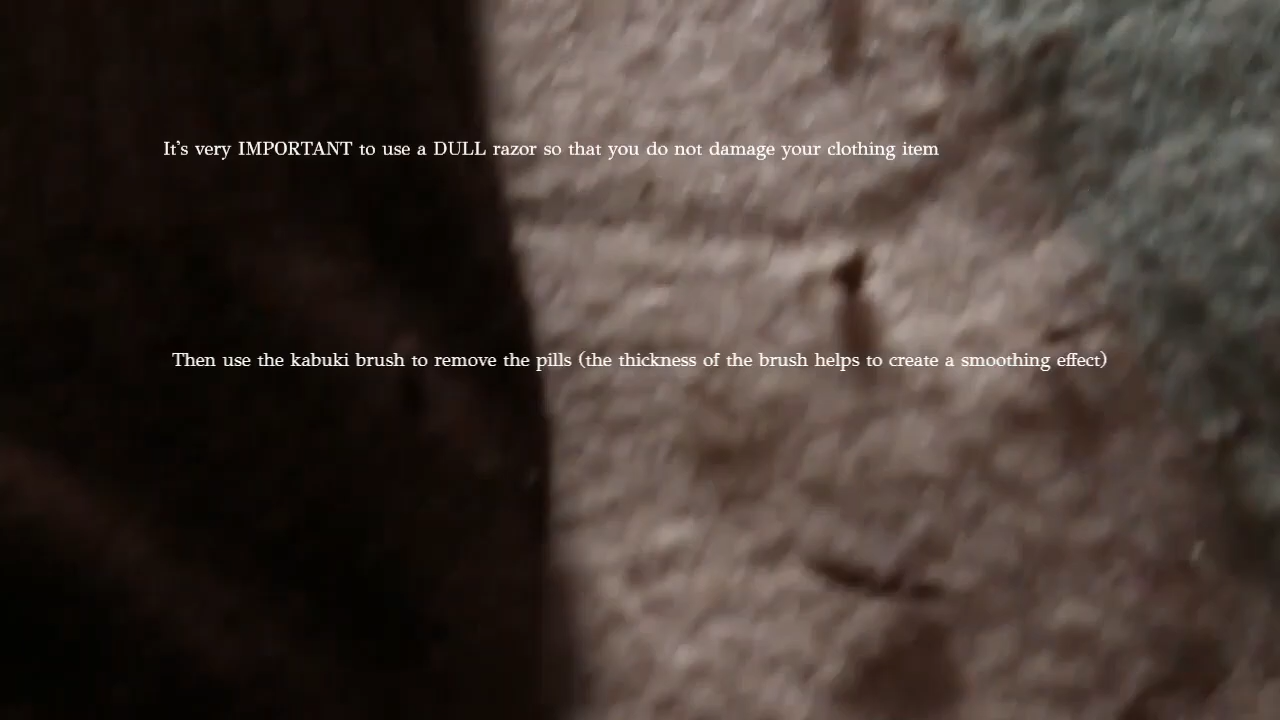 It's very IMPORTANT to use a DULL razor so that you do not damage your clothing item
Then use the kabuki brush to remove the pills (the thickness of the brush helps to create a smoothing effect)